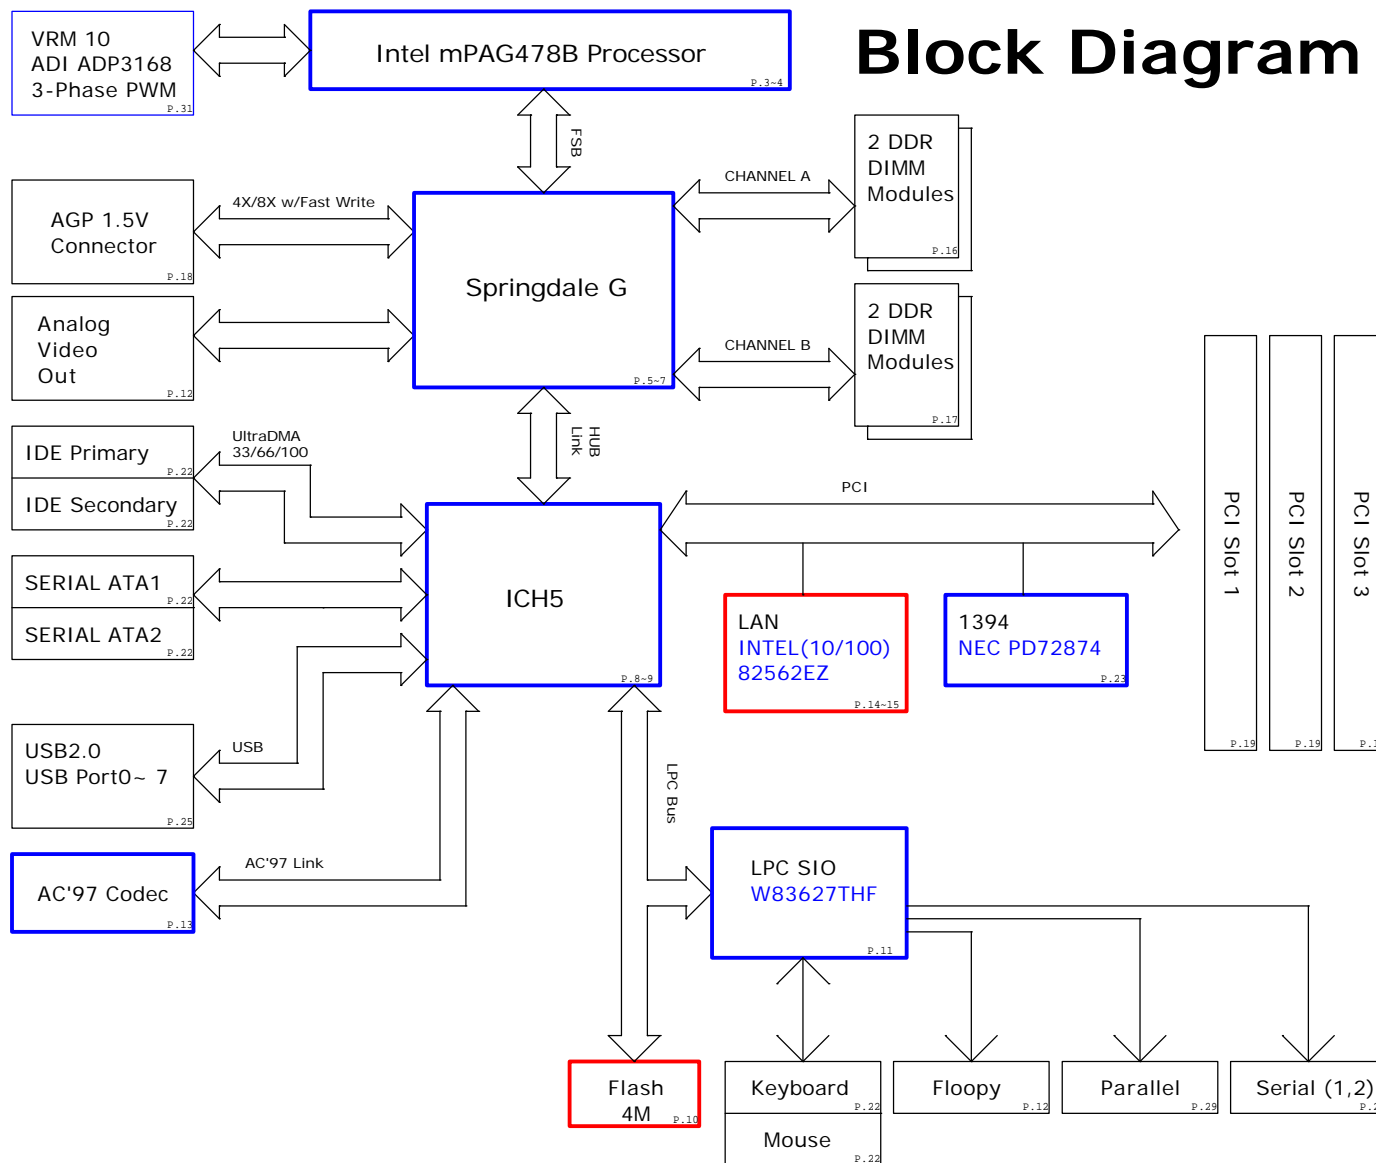 Block Diagram
VRM 10
ADI ADP3168
3-Phase PWM
P.31
Intel mPAG478B Processor
P.3~4
FSB
AGP 1.5V
Connector
P.18
4X/8X w/Fast Write
Analog
Video
Out
P.12
Springdale G
P.5~7
CHANNEL A
2 DDR
DIMM
Modules
P.16
CHANNEL B
2 DDR
DIMM
Modules
P.17
HUB
Link
IDE Primary
P.22
IDE Secondary
P.22
UltraDMA
33/66/100
SERIAL ATA1
P.22
SERIAL ATA2
P.22
ICH5
P.8~9
PCI
PCI Slot 1
P.19
PCI Slot 2
P.19
PCI Slot 3
LAN
INTEL(10/100)
82562EZ
P.14~15
1394
NEC PD72874
P.23
USB2.0
USB Port0~ 7
P.25
USB
AC'97 Codec
P.13
AC'97 Link
LPC Bus
LPC SIO
W83627THF
P.11
Flash
4M
P.10
Keyboard
P.22
Mouse
P.22
Floopy
P.12
Parallel
P.29
Serial (1,2)